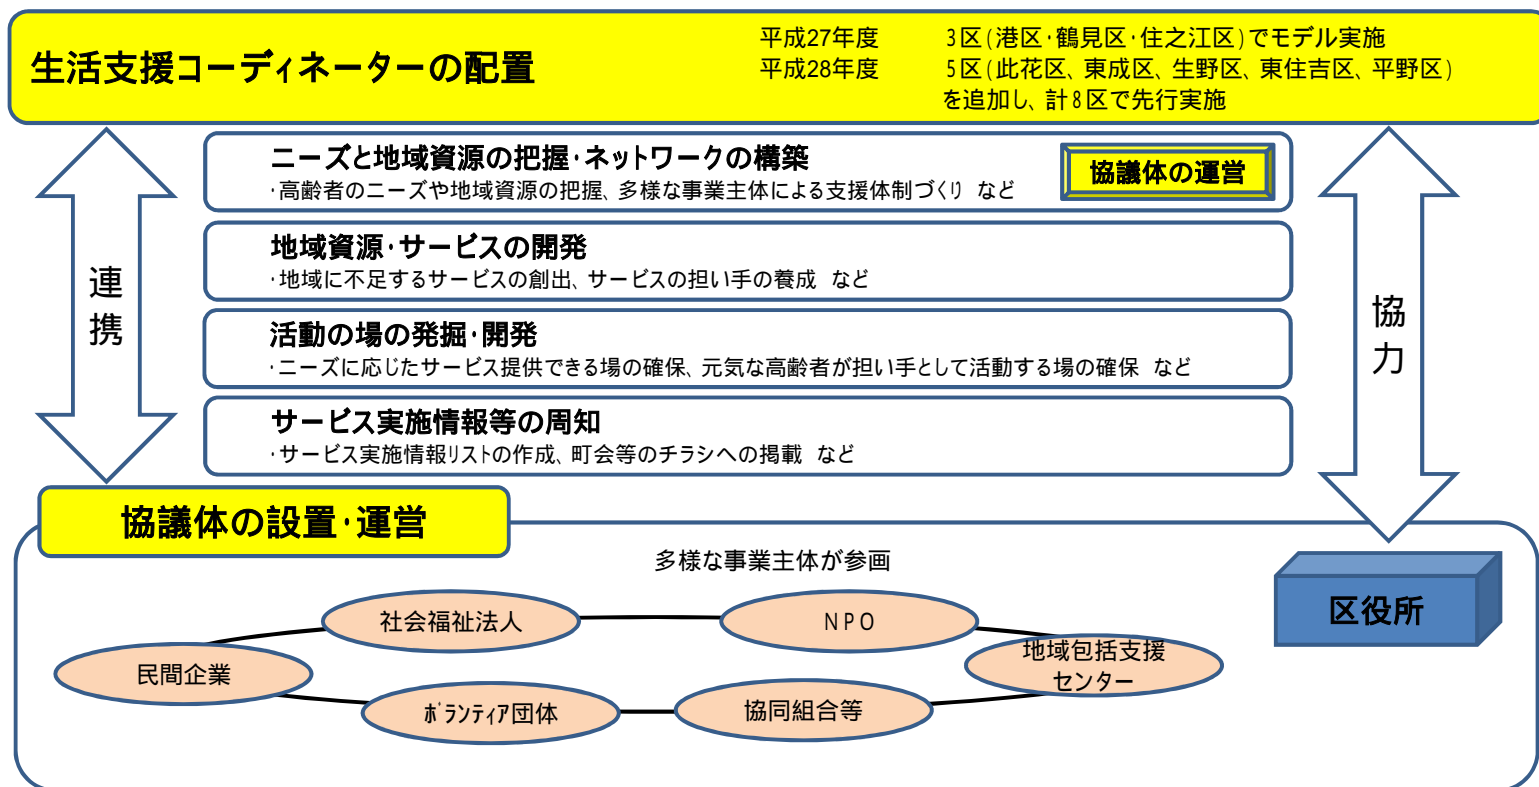 生活支援コーディネーターの配置
平成27年度 3区(港区・鶴見区・住之江区)でモデル実施
平成28年度 5区(此花区、東成区、生野区、東住吉区、平野区)
を追加し、計8区で先行実施
ニーズと地域資源の把握・ネットワークの構築
・高齢者のニーズや地域資源の把握、多様な事業主体による支援体制づくり など
協議体の運営
地域資源・サービスの開発
・地域に不足するサービスの創出、サービスの担い手の養成 など
活動の場の発掘・開発
・ニーズに応じたサービス提供できる場の確保、元気な高齢者が担い手として活動する場の確保 など
サービス実施情報等の周知
・サービス実施情報リストの作成、町会等のチラシへの掲載 など
連携
協力
協議体の設置・運営
多様な事業主体が参画
社会福祉法人
NPO
民間企業
地域包括支援
センター
ボランティア団体
協同組合等
区役所